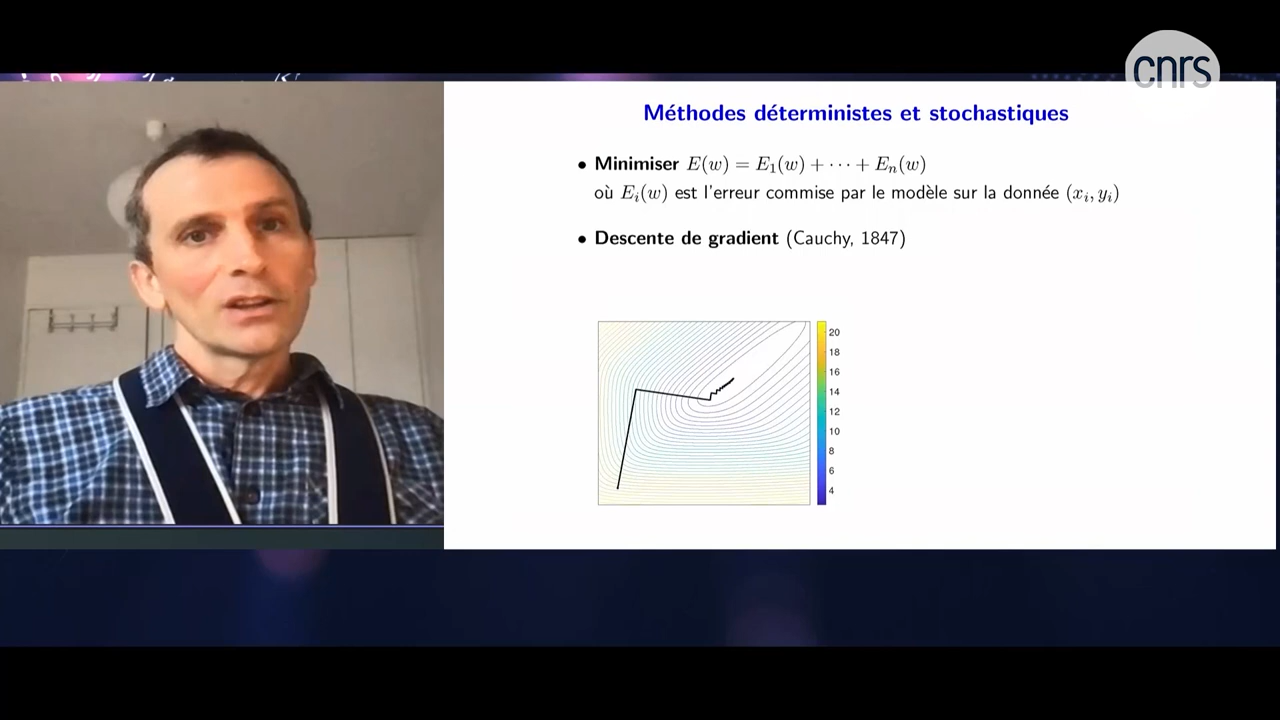 cnrs
Méthodes déterministes et stochastiques
• Minimiser E(w) = E₁(w) + ··· + Eₙ(w)
où Eᵢ(w) est l'erreur commise par le modèle sur la donnée (xᵢ, yᵢ)
• Descente de gradient (Cauchy, 1847)
20
18
16
14
12
10
8
6
4